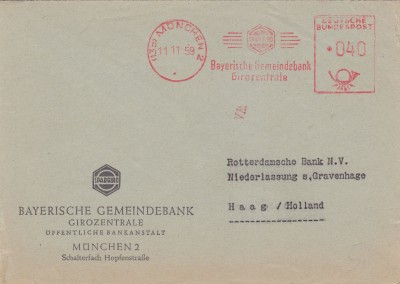 (13b) MÜNCHEN 2
11.11.59
Bayerische Gemeindebank
Girozentrale
DEUTSCHE
BUNDESPOST
*040
Rotterdamsche Bank N.V.
Niederlassung s,Gravenhage
Haag /Holland
BAYERISCHE GEMEINDEBANK
GIROZENTRALE
ÖFFENTLICHE BANKANSTALT
MÜNCHEN 2
Schalterfach Hopfenstraße